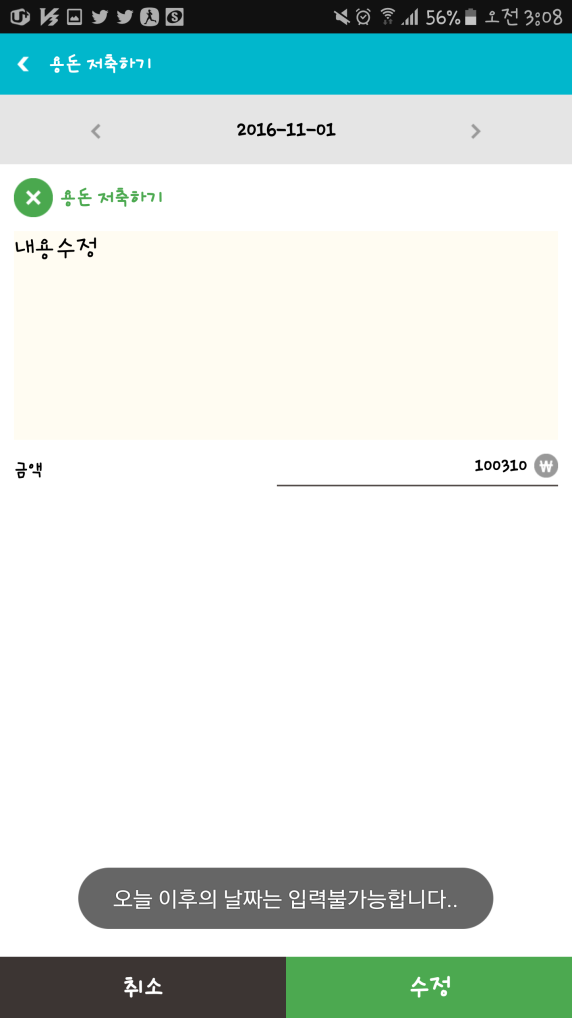 56% 오전 3:08
용돈 저축하기
2016-11-01
용돈 저축하기
내용수정
금액 100310 ₩
오늘 이후의 날짜는 입력불가능합니다..
취소 수정